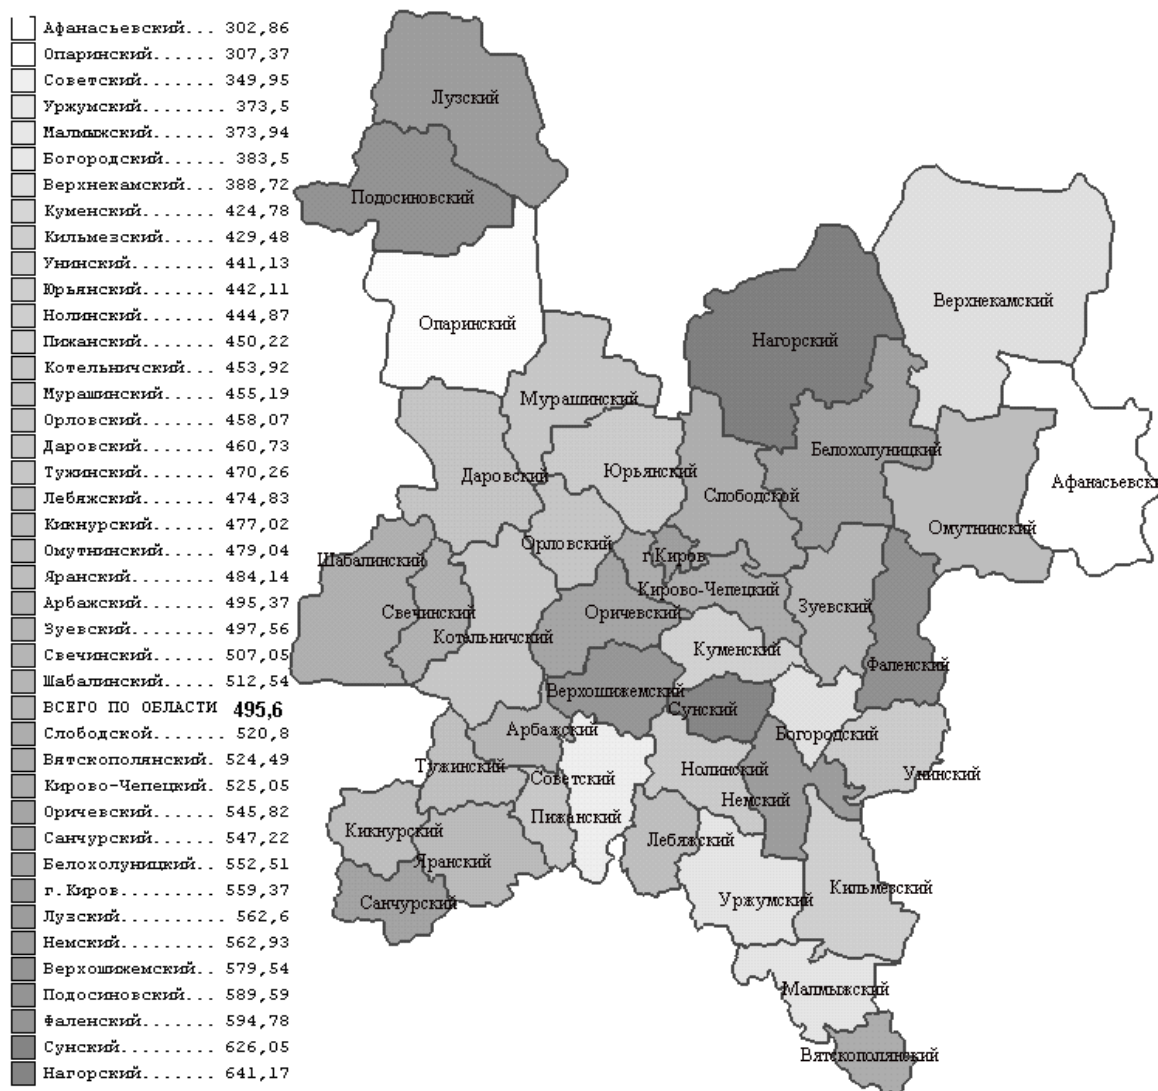 Афанасьевский... 302,86
Опаринский...... 307,37
Советский....... 349,95
Уржумский........ 373,5
Малмыжский...... 373,94
Богородский...... 383,5
Верхнекамский... 388,72
Куменский....... 424,78
Кильмезский..... 429,48
Унинский........ 441,13
Юрьянский....... 442,11
Нолинский....... 444,87
Пижанский....... 450,22
Котельничский... 453,92
Мурашинский..... 455,19
Орловский....... 458,07
Даровский....... 460,73
Тужинский....... 470,26
Лебяжский....... 474,83
Кикнурский...... 477,02
Омутнинский..... 479,04
Яранский........ 484,14
Арбажский....... 495,37
Зуевский........ 497,56
Свечинский...... 507,05
Шабалинский..... 512,54
ВСЕГО ПО ОБЛАСТИ 495,6
Слободской....... 520,8
Вятскополянский. 524,49
Кирово-Чепецкий. 525,05
Оричевский...... 545,82
Санчурский...... 547,22
Белохолуницкий.. 552,51
г.Киров......... 559,37
Лузский.......... 562,6
Немский......... 562,93
Верхошижемский.. 579,54
Подосиновский... 589,59
Фаленский....... 594,78
Сунский......... 626,05
Нагорский....... 641,17
Лузский
Подосиновский
Верхнекамский
Опаринский
Нагорский
Мурашинский
Белохолуницкий
Юрьянский
Даровский
Афанасьевски
Слободской
Омутнинский
Орловский
г.Киров
Шабалинский
Кирово-Чепецкий
Зуевский
Свечинский
Оричевский
Котельничский
Куменский
Фаленский
Верхошижемский
Сунский
Арбажский
Богородский
Тужинский
Советский
Нолинский
Унинский
Немский
Пижанский
Кикнурский
Лебяжский
Яранский
Кильмезский
Санчурский
Уржумский
Малмыжский
Вятскополянский